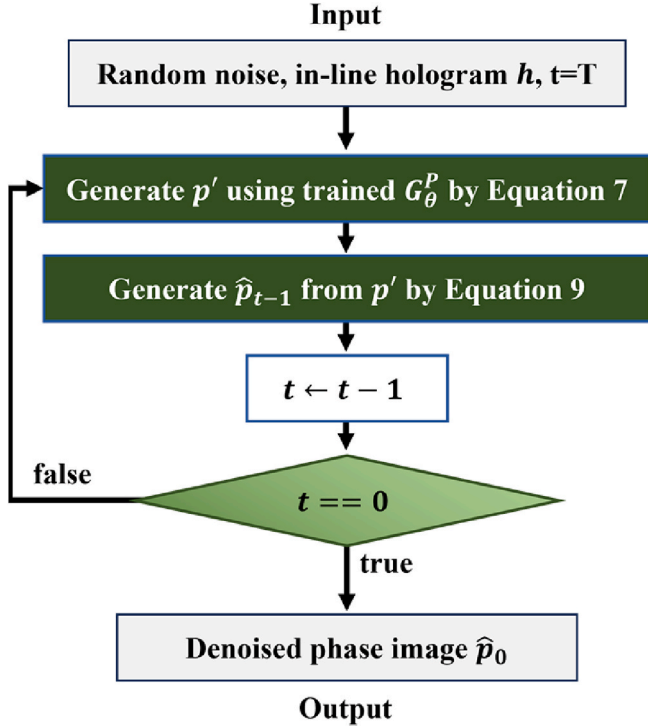 Input
Random noise, in-line hologram h, t=T
Generate p′ using trained G_θ^P by Equation 7
Generate p̂_{t−1} from p′ by Equation 9
t ← t − 1
false
t == 0
true
Denoised phase image p̂_0
Output